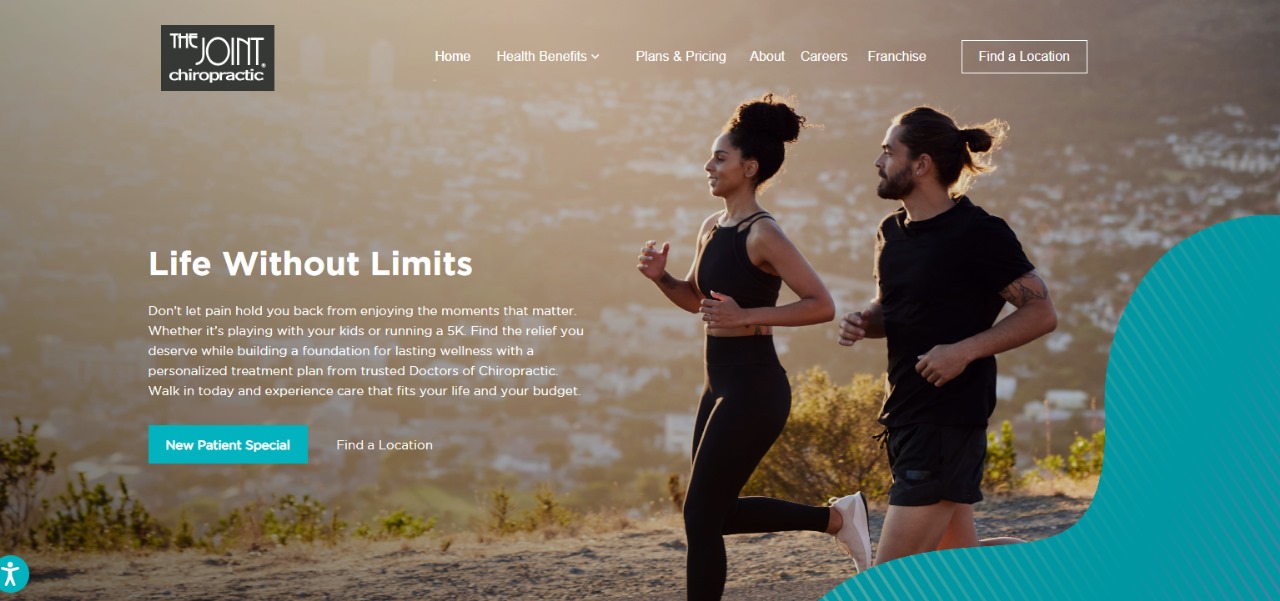 THE JOINT®
chiropractic
Home Health Benefits Plans & Pricing About Careers Franchise Find a Location
Life Without Limits
Don't let pain hold you back from enjoying the moments that matter.
Whether it's playing with your kids or running a 5K. Find the relief you
deserve while building a foundation for lasting wellness with a
personalized treatment plan from trusted Doctors of Chiropractic.
Walk in today and experience care that fits your life and your budget.
New Patient Special Find a Location